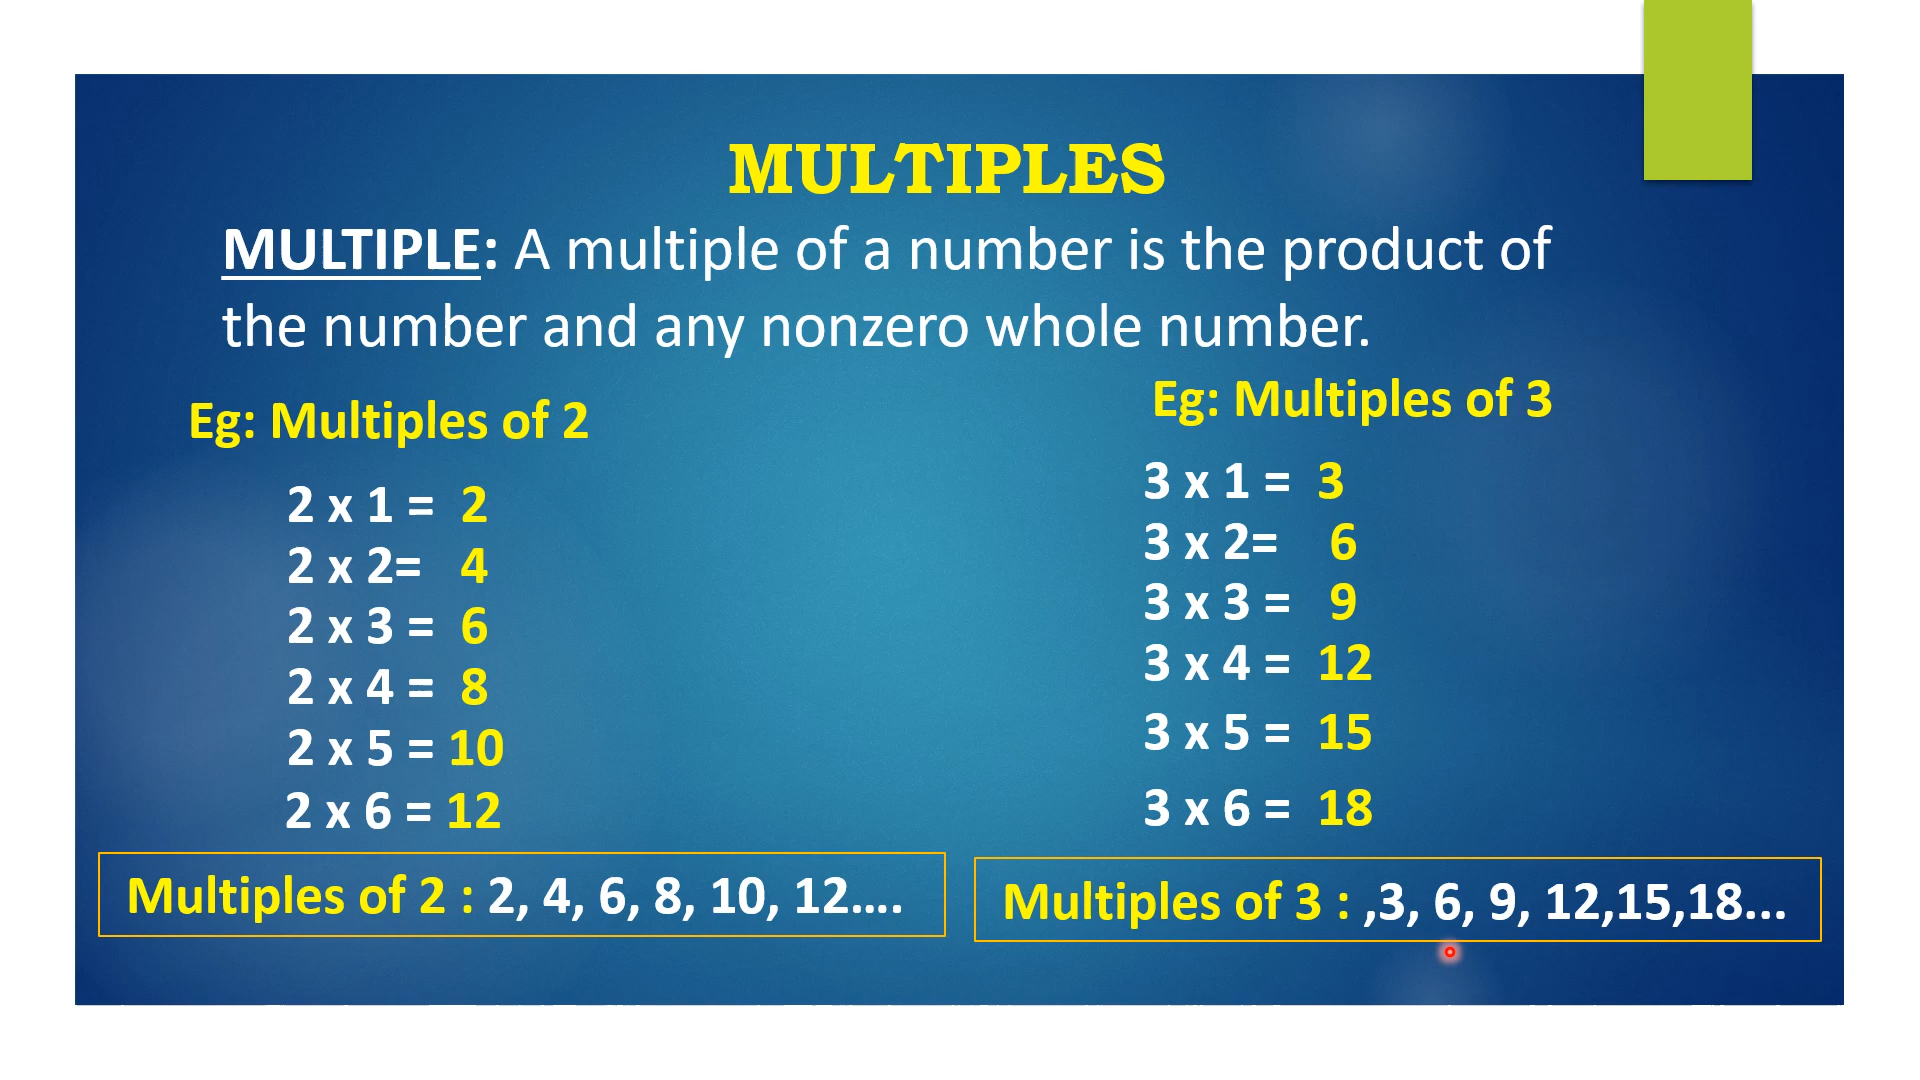 MULTIPLES
MULTIPLE: A multiple of a number is the product of
the number and any nonzero whole number.
Eg: Multiples of 2
2 x 1 = 2
2 x 2= 4
2 x 3 = 6
2 x 4 = 8
2 x 5 = 10
2 x 6 = 12
Multiples of 2 : 2, 4, 6, 8, 10, 12....
Eg: Multiples of 3
3 x 1 = 3
3 x 2= 6
3 x 3 = 9
3 x 4 = 12
3 x 5 = 15
3 x 6 = 18
Multiples of 3 : ,3, 6, 9, 12,15,18...